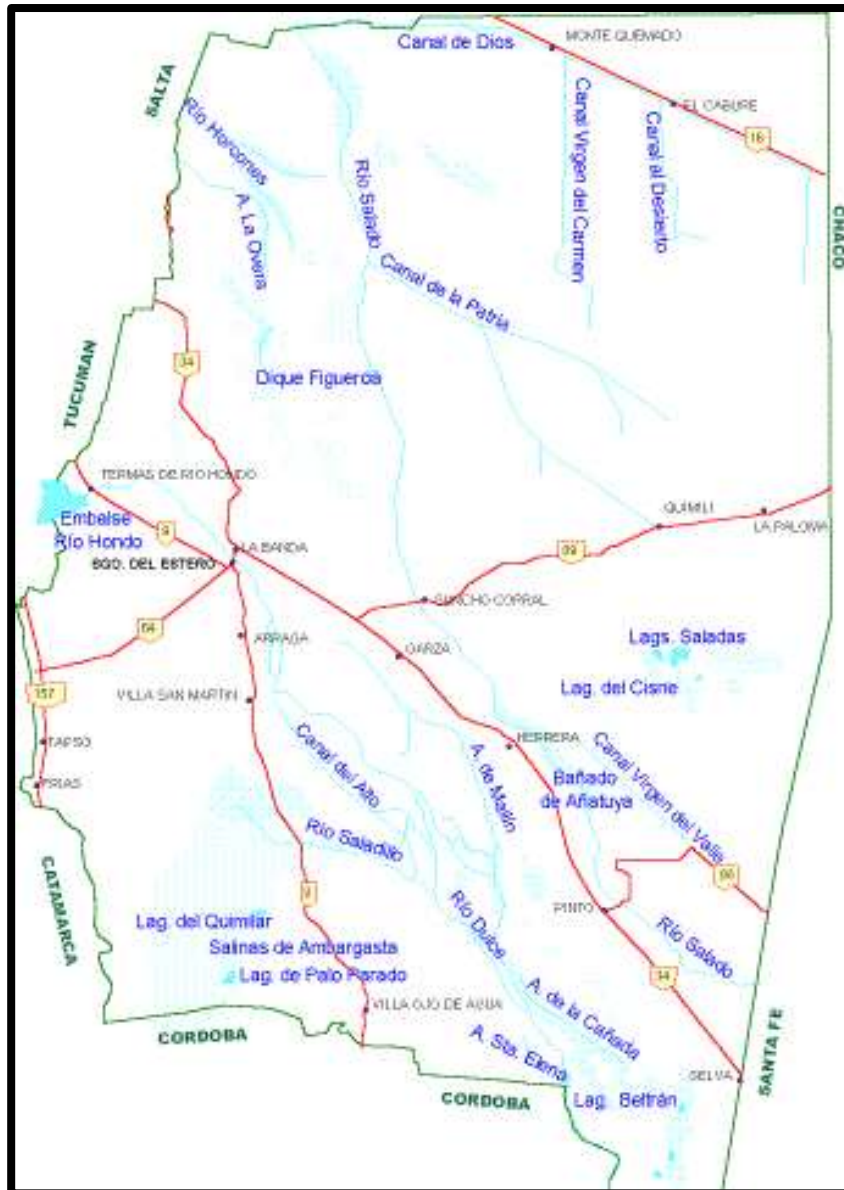 Canal de Dios
MONTE QUEMADO
SALTA
EL CABURE
Río Horcones
Canal Virgen del Carmen
Canal al Desierto
16
A. La Overa
Río Salado
CHACO
Canal de la Patria
34
Dique Figueroa
TUCUMAN
TERMAS DE RIO HONDO
Embalse
Río Hondo
9
QUIMILI
LA PALOMA
LA BANDA
SGO. DEL ESTERO
89
SUNCHO CORRAL
64
ARRAGA
GARZA
Lags. Saladas
157
VILLA SAN MARTIN
Lag. del Cisne
TAPSO
HERRERA
Canal del Alto
A. de Mailín
Bañado
de Añatuya
Canal Virgen del Valle
FRIAS
Río Saladillo
CATAMARCA
9
PINTO
Río Dulce
Lag. del Quimilar
Salinas de Ambargasta
Lag. de Palo Parado
Río Salado
34
VILLA OJO DE AGUA
A. de la Cañada
CORDOBA
A. Sta. Elena
SELVA
SANTA FE
CORDOBA
Lag. Beltrán